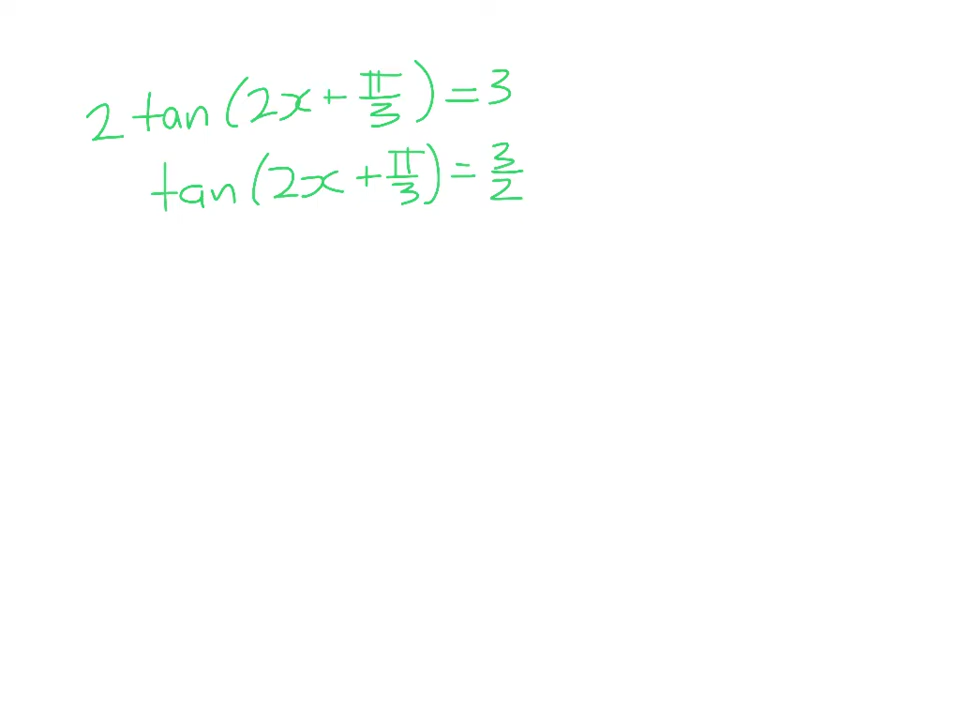 2 tan(2x + π/3) = 3
tan(2x + π/3) = 3/2